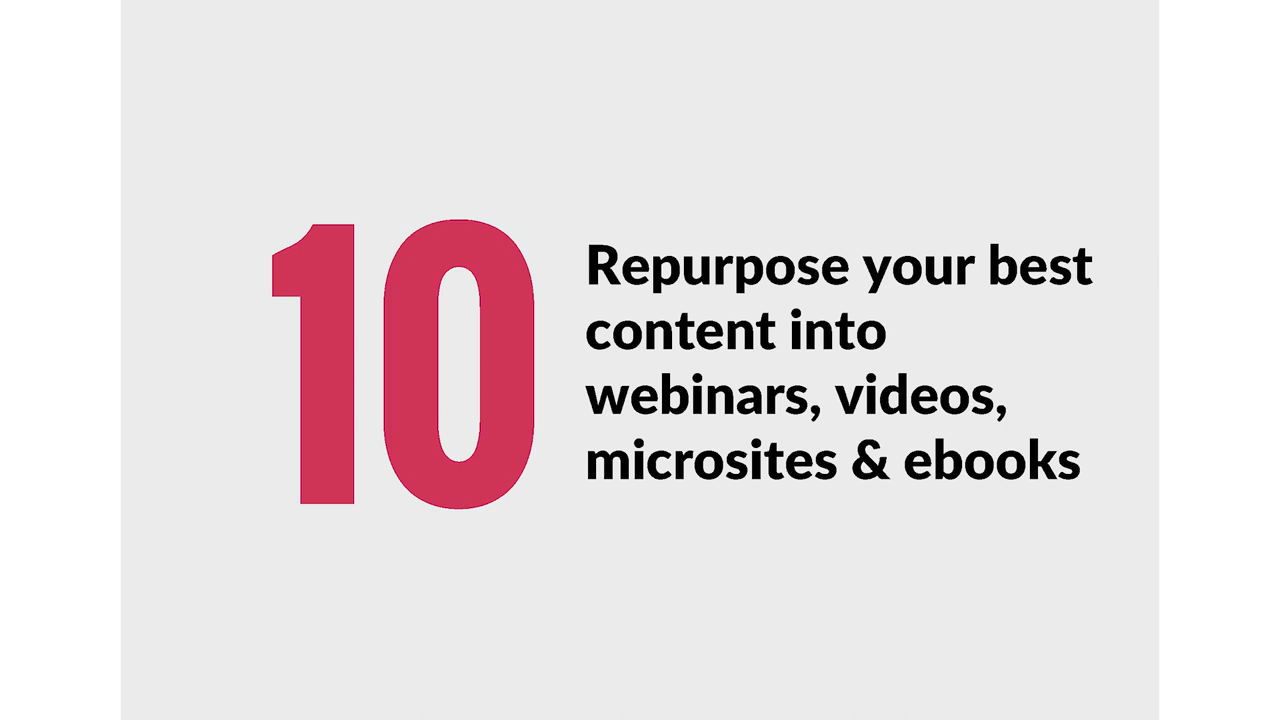 10
Repurpose your best
content into
webinars, videos,
microsites & ebooks